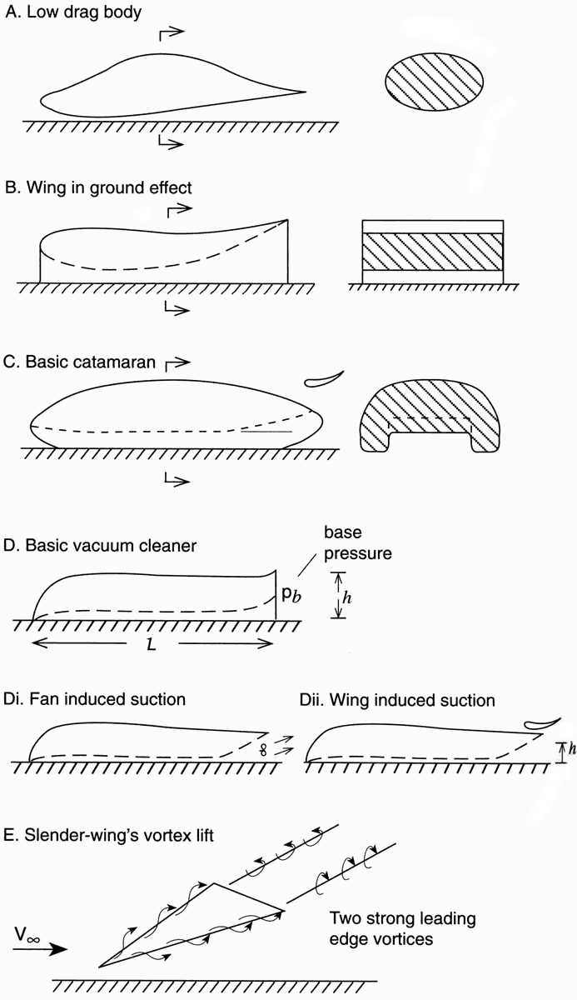 A. Low drag body
B. Wing in ground effect
C. Basic catamaran
D. Basic vacuum cleaner
base
pressure
pb
h
L
Di. Fan induced suction
Dii. Wing induced suction
h
E. Slender-wing's vortex lift
V∞
Two strong leading
edge vortices